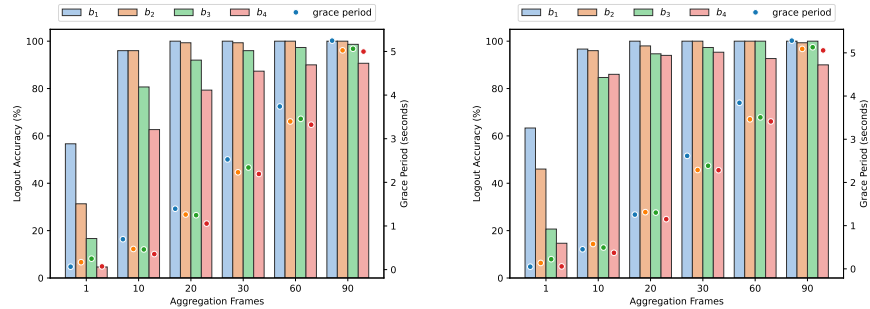 b1 b2 b3 b4 grace period
100
80
60
40
20
0
Logout Accuracy (%)
5
4
3
2
1
0
Grace Period (seconds)
1 10 20 30 60 90
Aggregation Frames
b1 b2 b3 b4 grace period
100
80
60
40
20
0
Logout Accuracy (%)
5
4
3
2
1
0
Grace Period (seconds)
1 10 20 30 60 90
Aggregation Frames